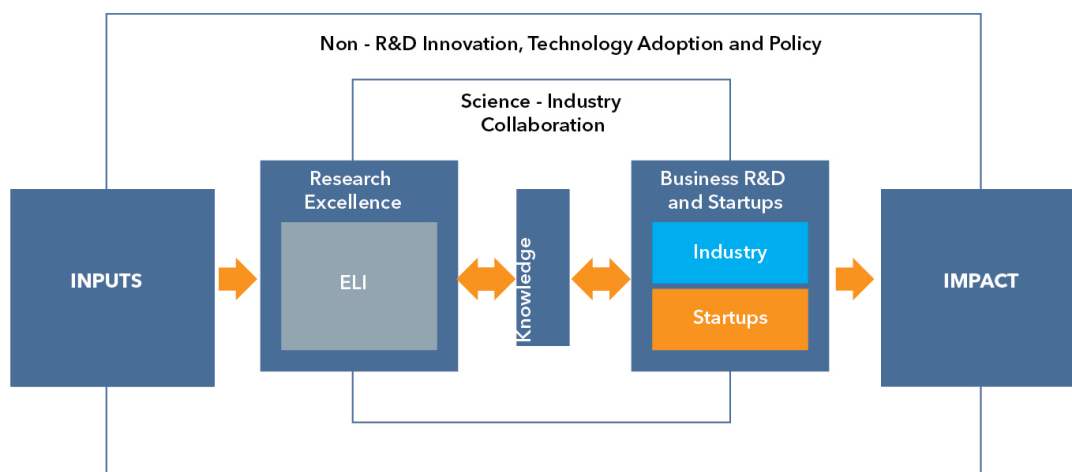 Non - R&D Innovation, Technology Adoption and Policy
Science - Industry
Collaboration
Research
Excellence
Business R&D
and Startups
INPUTS
ELI
Knowledge
Industry
Startups
IMPACT